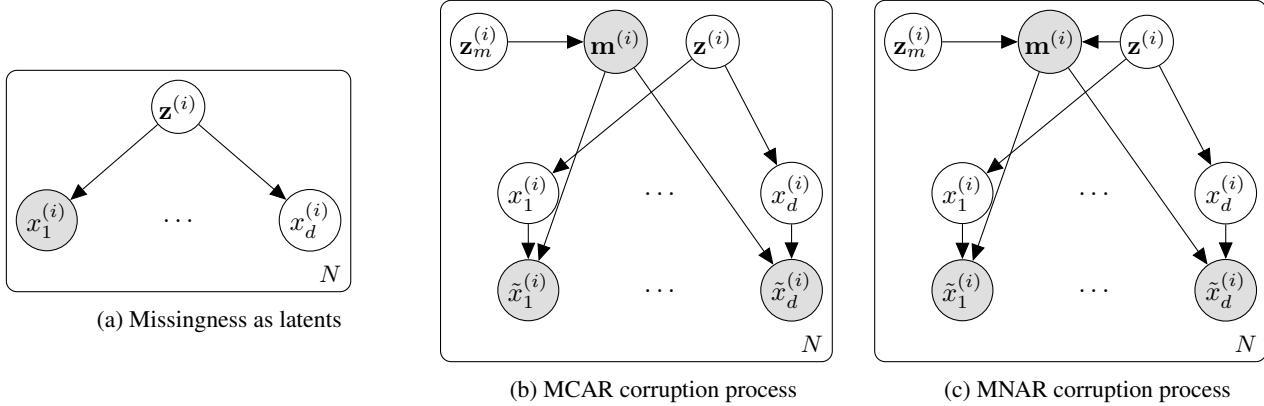 z^(i)
x_1^(i) ... x_d^(i)
N
(a) Missingness as latents
z_m^(i) m^(i) z^(i)
x_1^(i) ... x_d^(i)
x̃_1^(i) ... x̃_d^(i)
N
(b) MCAR corruption process
z_m^(i) m^(i) z^(i)
x_1^(i) ... x_d^(i)
x̃_1^(i) ... x̃_d^(i)
N
(c) MNAR corruption process